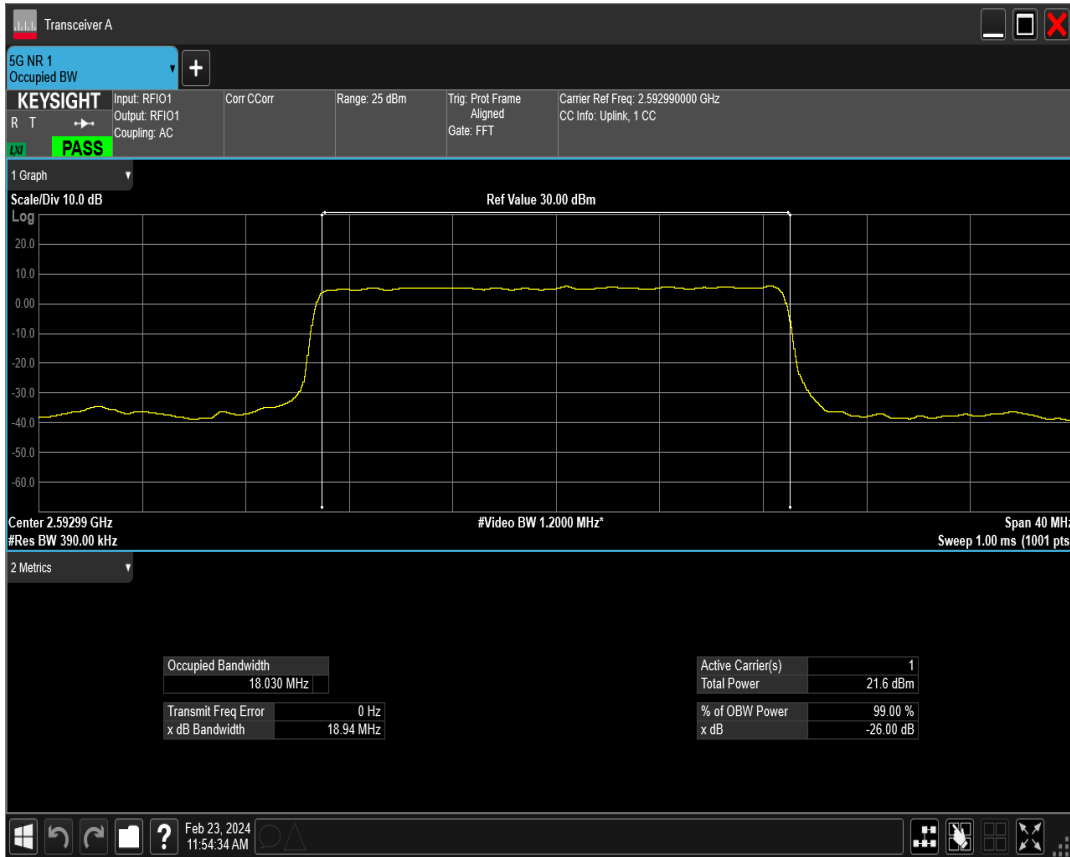 Transceiver A
5G NR 1
Occupied BW
+
KEYSIGHT
R T
LXI
PASS
Input: RFIO1
Output: RFIO1
Coupling: AC
Corr CCorr
Range: 25 dBm
Trig: Prot Frame
Aligned
Gate: FFT
Carrier Ref Freq: 2.592990000 GHz
CC Info: Uplink, 1 CC
1 Graph
Scale/Div 10.0 dB
Ref Value 30.00 dBm
Log
20.0
10.0
0.00
-10.0
-20.0
-30.0
-40.0
-50.0
-60.0
Center 2.59299 GHz
#Video BW 1.2000 MHz*
Span 40 MHz
#Res BW 390.00 kHz
Sweep 1.00 ms (1001 pts
2 Metrics
Occupied Bandwidth
18.030 MHz
Transmit Freq Error 0 Hz
x dB Bandwidth 18.94 MHz
Active Carrier(s) 1
Total Power 21.6 dBm
% of OBW Power 99.00 %
x dB -26.00 dB
?
Feb 23, 2024
11:54:34 AM